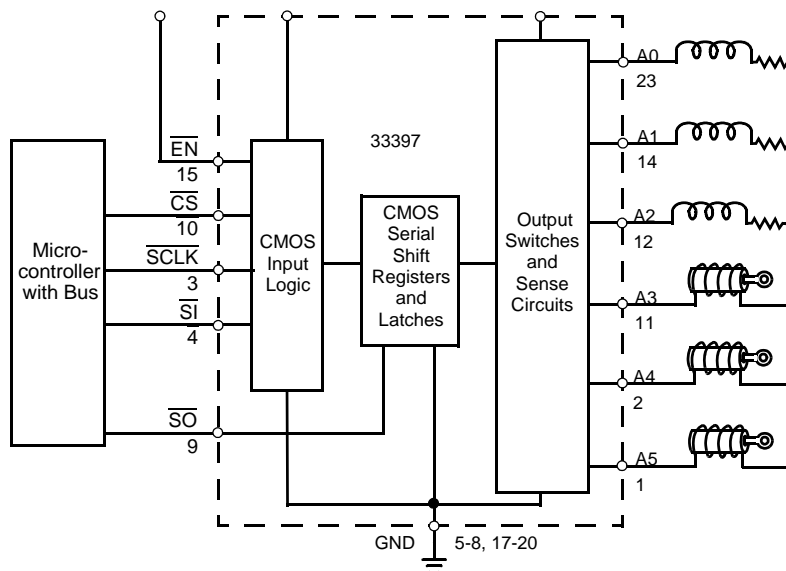 A0
23
EN
15
33397
A1
14
CS
10
Micro-
controller
with Bus
SCLK
3
SI
4
SO
9
CMOS
Input
Logic
CMOS
Serial
Shift
Registers
and
Latches
Output
Switches
and
Sense
Circuits
A2
12
A3
11
A4
2
A5
1
GND 5-8, 17-20